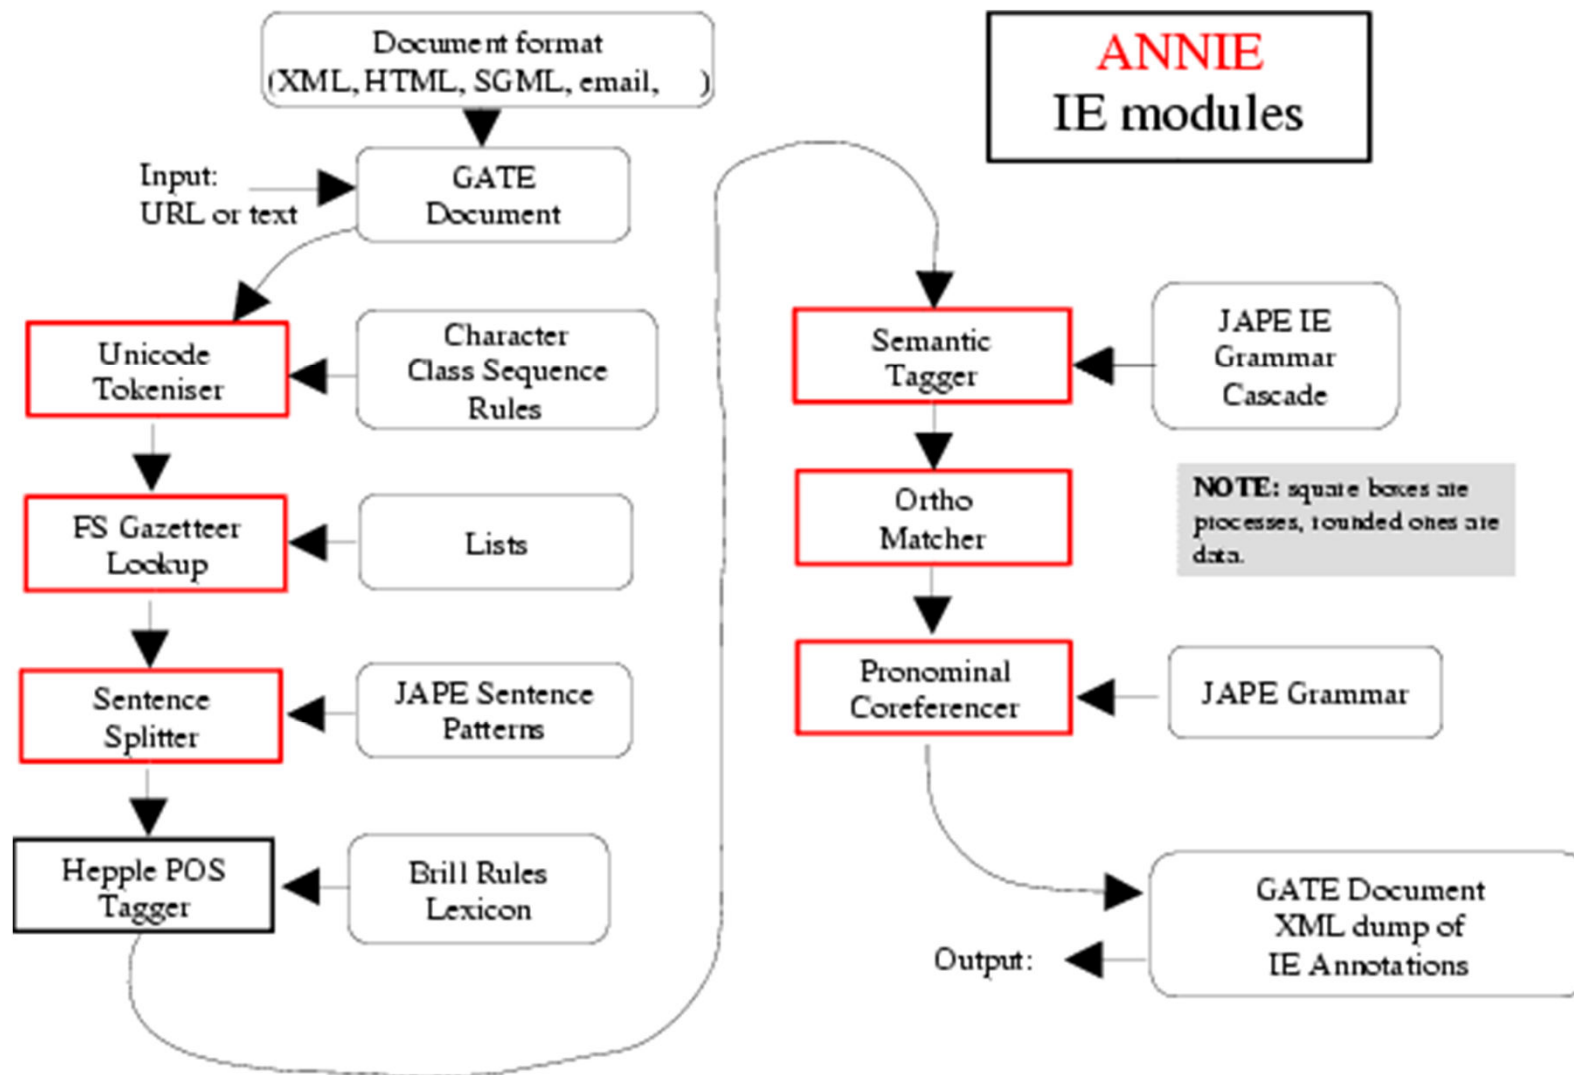 Document format
(XML, HTML, SGML, email, )
ANNIE
IE modules
Input:
URL or text
GATE
Document
Unicode
Tokeniser
Character
Class Sequence
Rules
FS Gazetteer
Lookup
Lists
Sentence
Splitter
JAPE Sentence
Patterns
Hepple POS
Tagger
Brill Rules
Lexicon
Semantic
Tagger
JAPE IE
Grammar
Cascade
Ortho
Matcher
NOTE: square boxes are
processes, rounded ones are
data.
Pronominal
Coreferencer
JAPE Grammar
GATE Document
XML dump of
IE Annotations
Output: